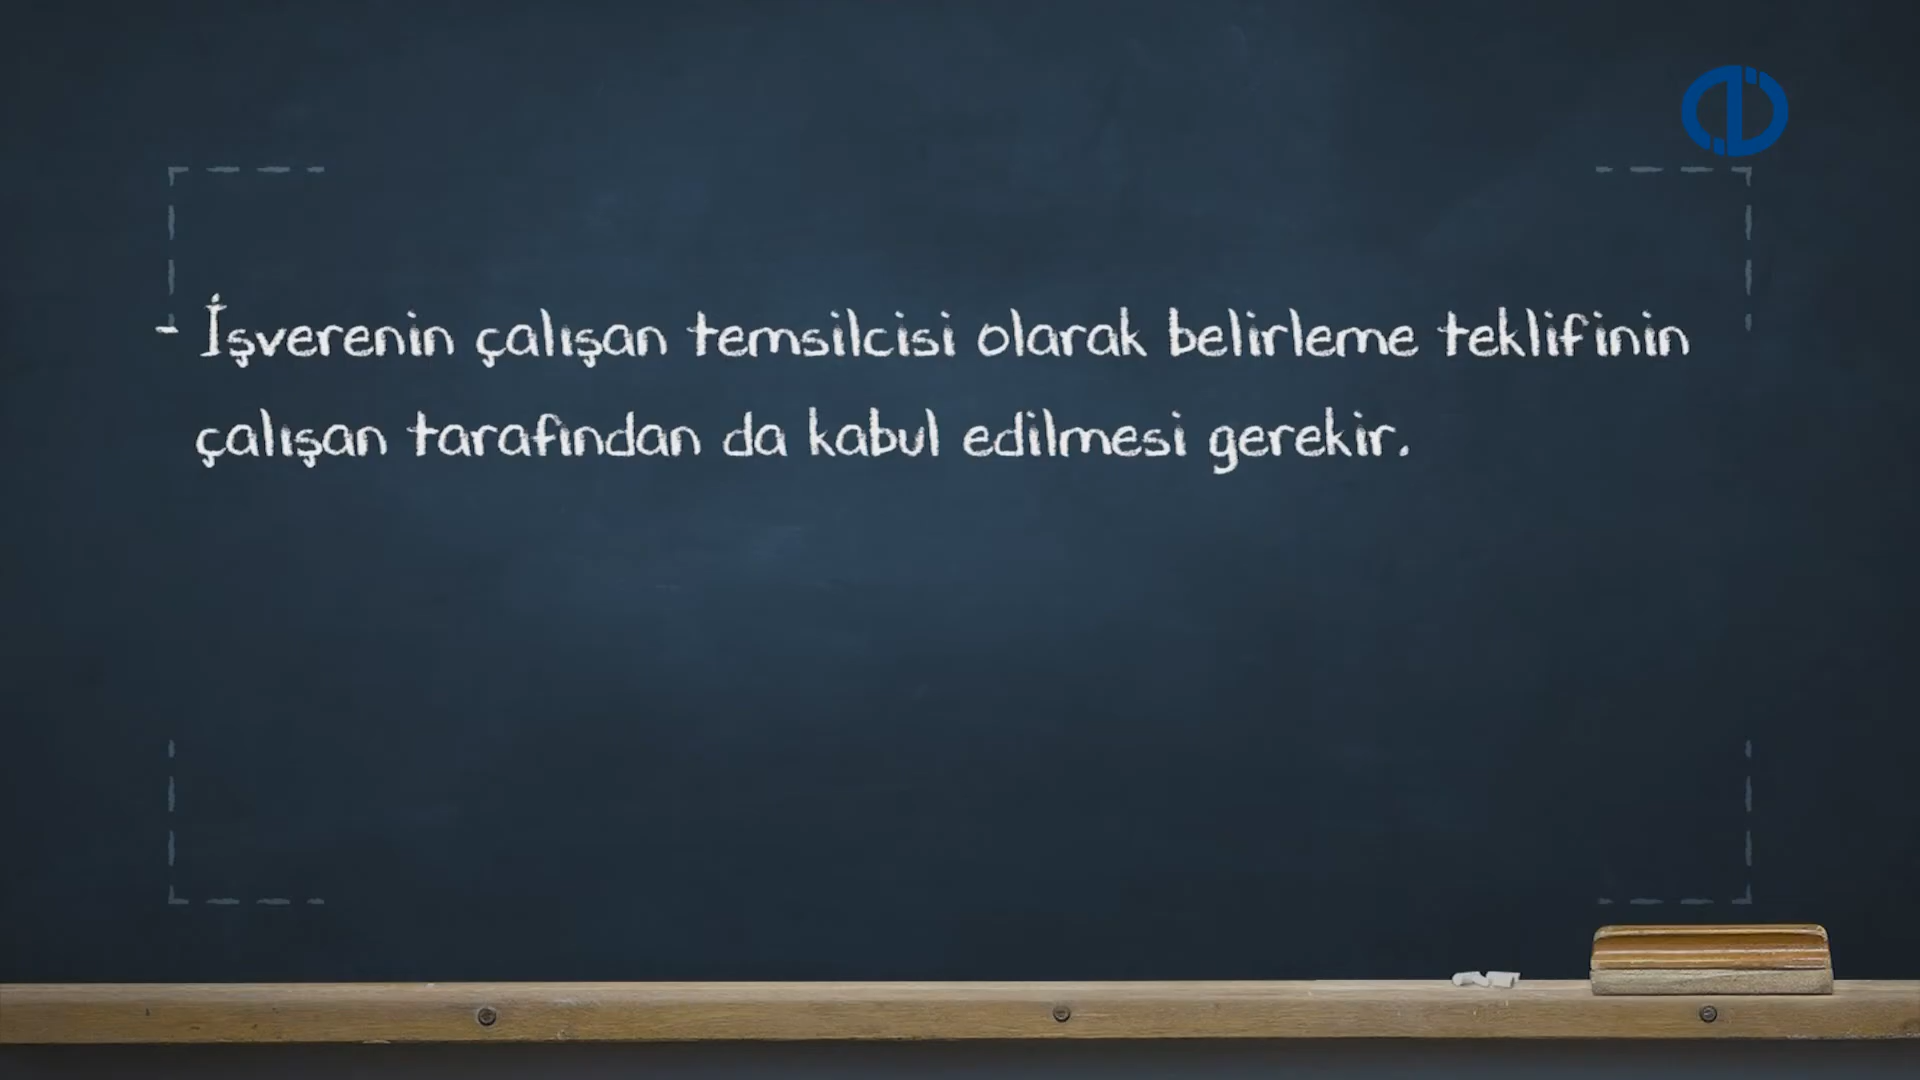 - İşverenin çalışan temsilcisi olarak belirleme teklifinin
çalışan tarafından da kabul edilmesi gerekir.